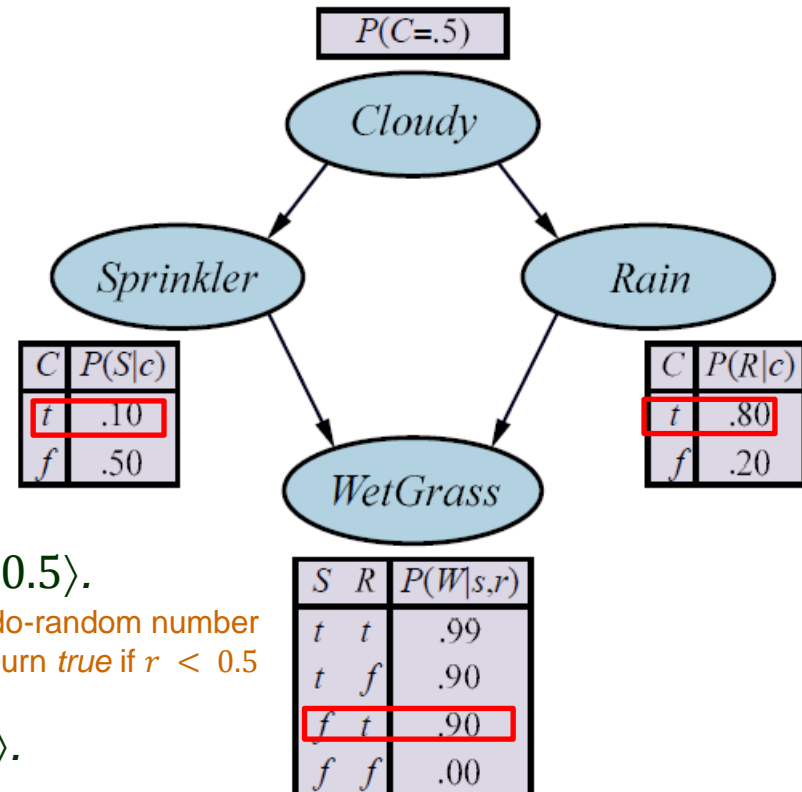 P(C=.5)
Cloudy
Sprinkler
Rain
C P(S|c)
t .10
f .50
C P(R|c)
t .80
f .20
WetGrass
S R P(W|s,r)
t t .99
t f .90
f t .90
f f .00
0.5⟩.
do-random number
urn true if r < 0.5
⟩.